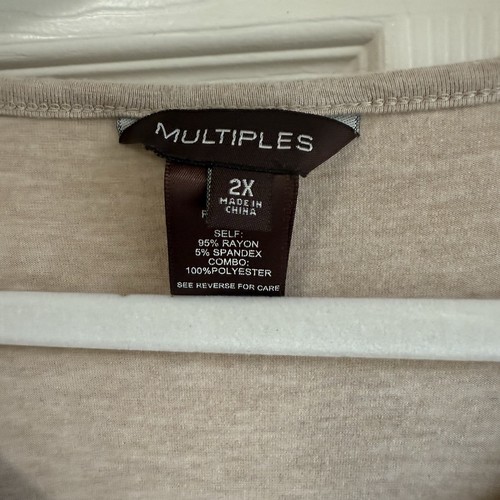 MULTIPLES
2X
MADE IN
CHINA
SELF:
95% RAYON
5% SPANDEX
COMBO:
100%POLYESTER
SEE REVERSE FOR CARE